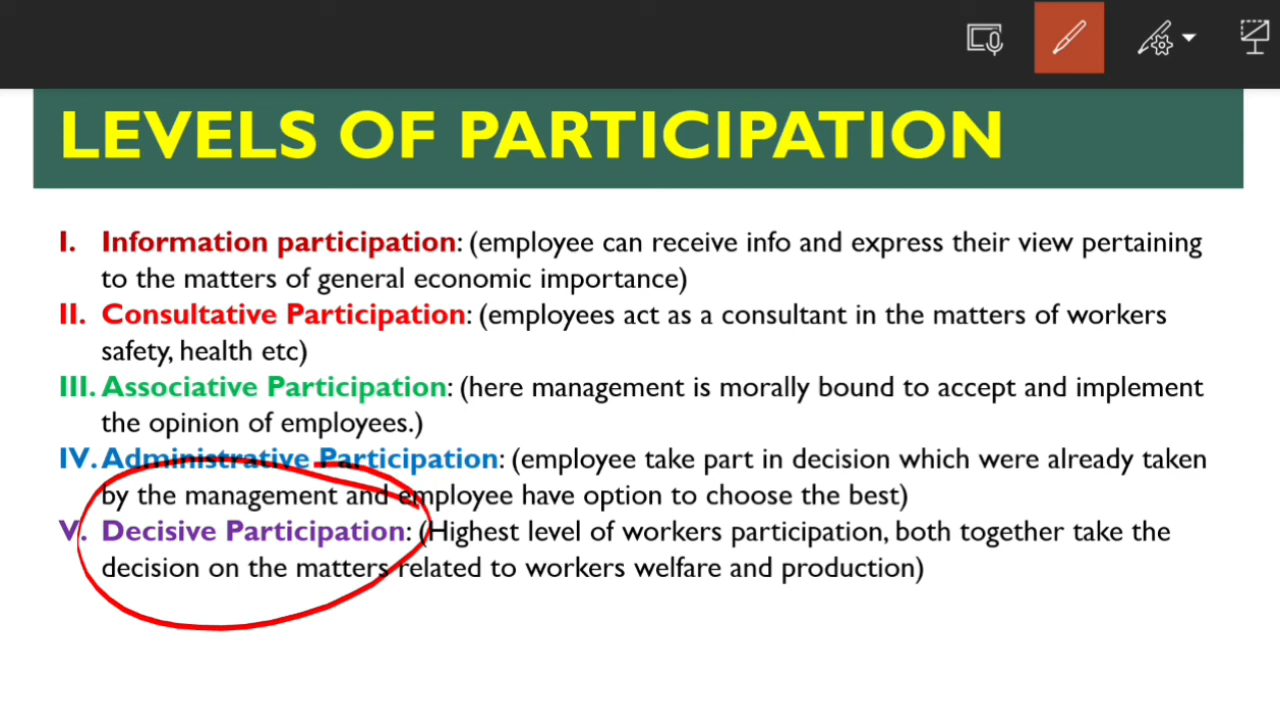 LEVELS OF PARTICIPATION
I. Information participation: (employee can receive info and express their view pertaining
to the matters of general economic importance)
II. Consultative Participation: (employees act as a consultant in the matters of workers
safety, health etc)
III. Associative Participation: (here management is morally bound to accept and implement
the opinion of employees.)
IV. Administrative Participation: (employee take part in decision which were already taken
by the management and employee have option to choose the best)
V. Decisive Participation: (Highest level of workers participation, both together take the
decision on the matters related to workers welfare and production)